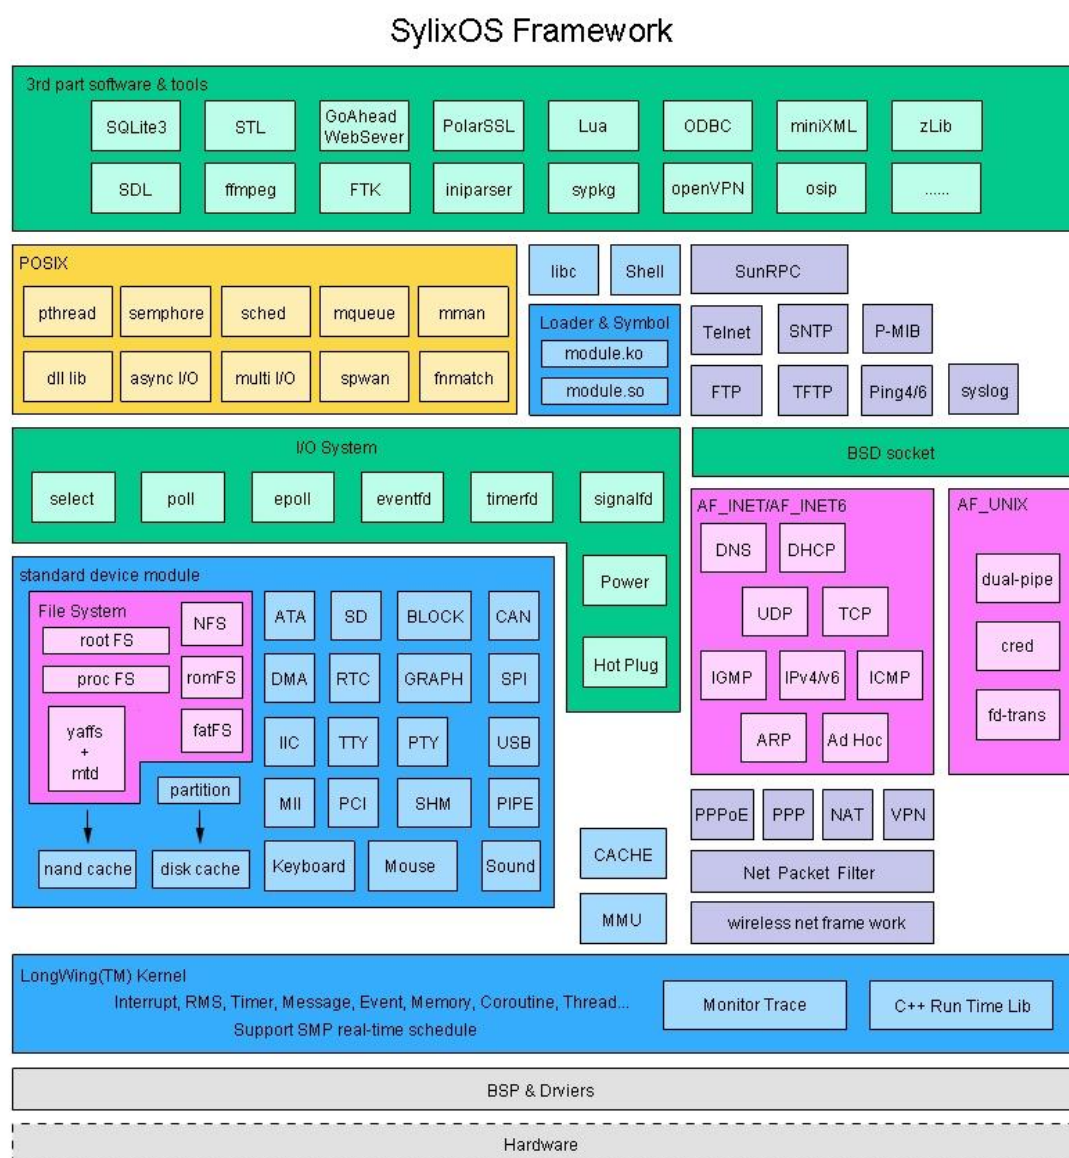 SylixOS Framework
3rd part software & tools
SQLite3
STL
GoAhead
WebSever
PolarSSL
Lua
ODBC
miniXML
zLib
SDL
ffmpeg
FTK
iniparser
sypkg
openVPN
osip
......
POSIX
pthread
semphore
sched
mqueue
mman
dll lib
async I/O
multi I/O
spwan
fnmatch
libc
Shell
Loader & Symbol
module.ko
module.so
SunRPC
Telnet
SNTP
P-MIB
FTP
TFTP
Ping4/6
syslog
I/O System
select
poll
epoll
eventfd
timerfd
signalfd
Power
Hot Plug
BSD socket
AF_INET/AF_INET6
DNS
DHCP
UDP
TCP
IGMP
IPv4/v6
ICMP
ARP
Ad Hoc
AF_UNIX
dual-pipe
cred
fd-trans
standard device module
File System
root FS
proc FS
yaffs
+
mtd
NFS
romFS
fatFS
partition
nand cache
disk cache
ATA
SD
BLOCK
CAN
DMA
RTC
GRAPH
SPI
IIC
TTY
PTY
USB
MII
PCI
SHM
PIPE
Keyboard
Mouse
Sound
CACHE
MMU
PPPoE
PPP
NAT
VPN
Net Packet Filter
wireless net frame work
LongWing(TM) Kernel
Interrupt, RMS, Timer, Message, Event, Memory, Coroutine, Thread...
Support SMP real-time schedule
Monitor Trace
C++ Run Time Lib
BSP & Drviers
Hardware